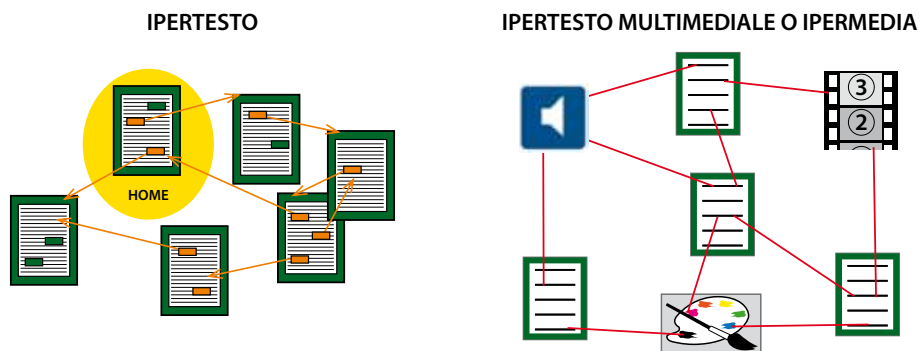 IPERTESTO
IPERTESTO MULTIMEDIALE O IPERMEDIA
HOME
3
2